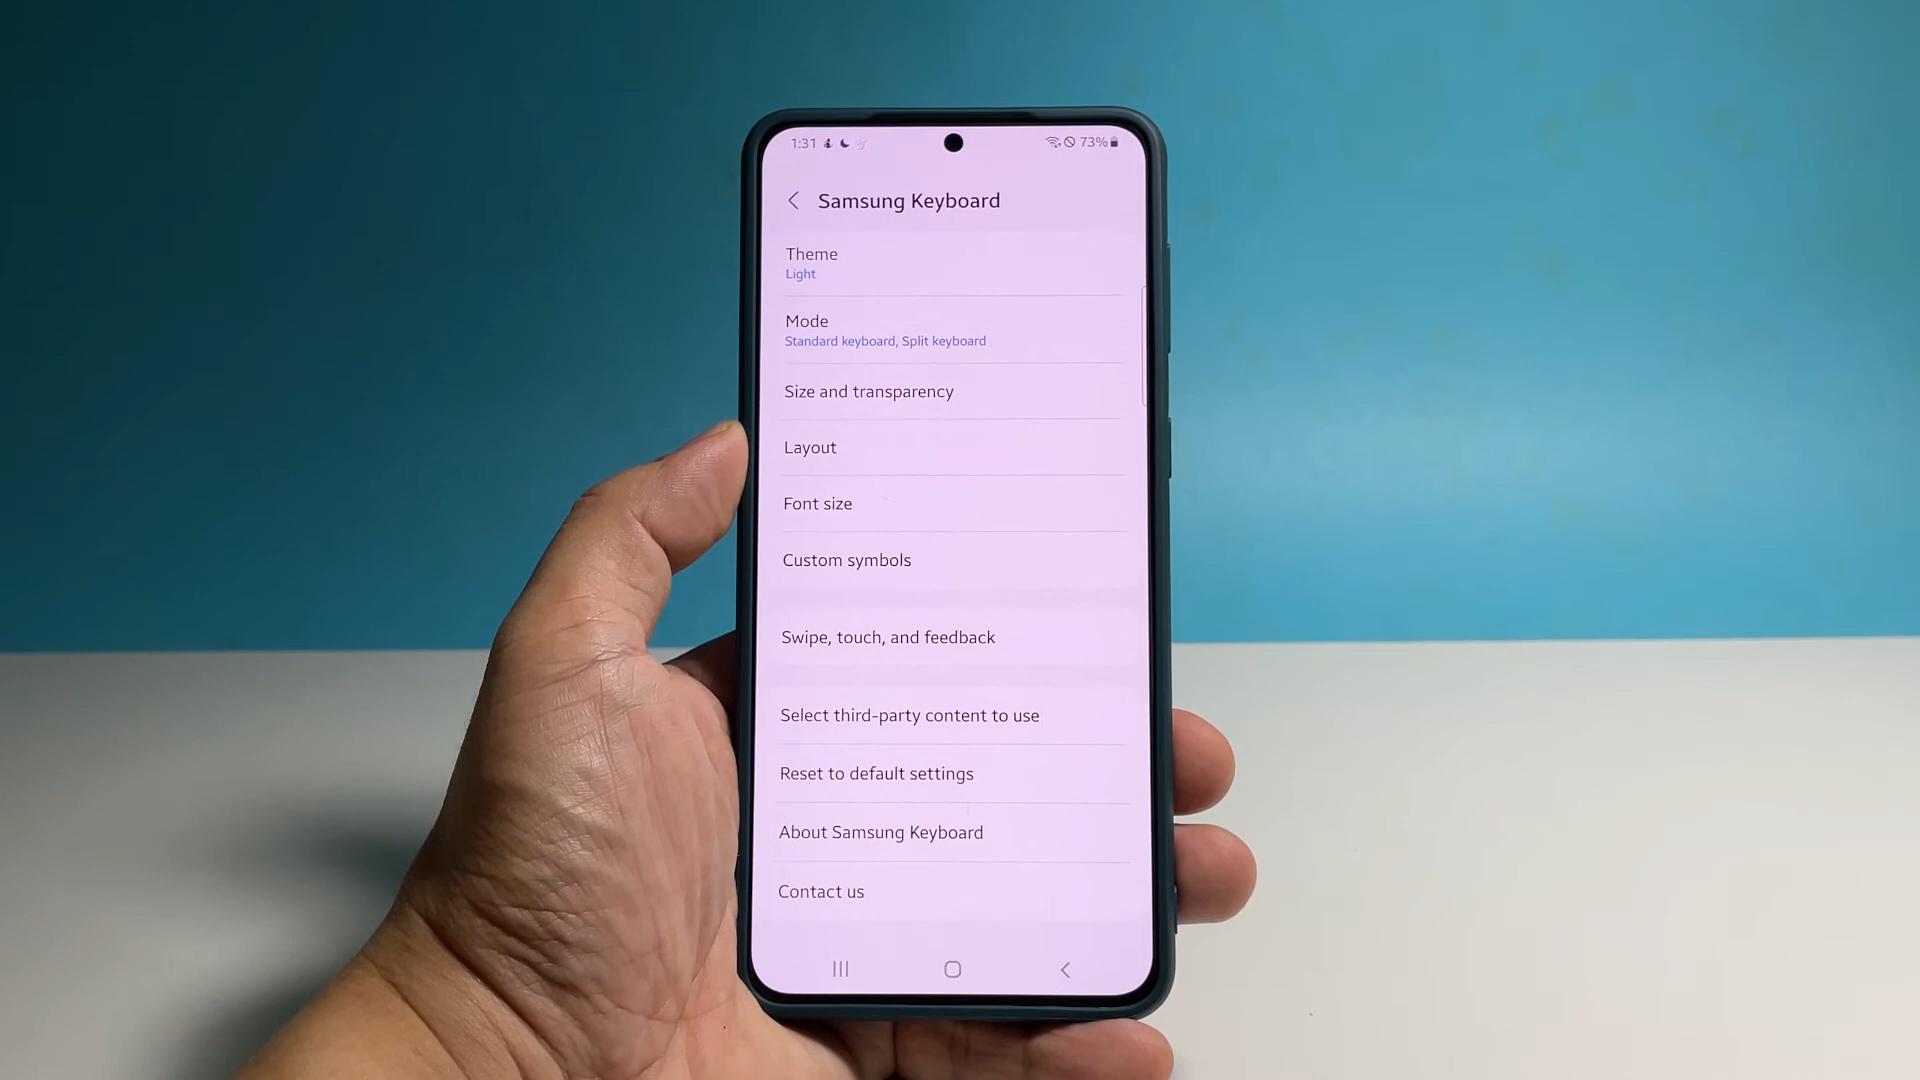 1:31
73%
Samsung Keyboard
Theme
Light
Mode
Standard keyboard, Split keyboard
Size and transparency
Layout
Font size
Custom symbols
Swipe, touch, and feedback
Select third-party content to use
Reset to default settings
About Samsung Keyboard
Contact us